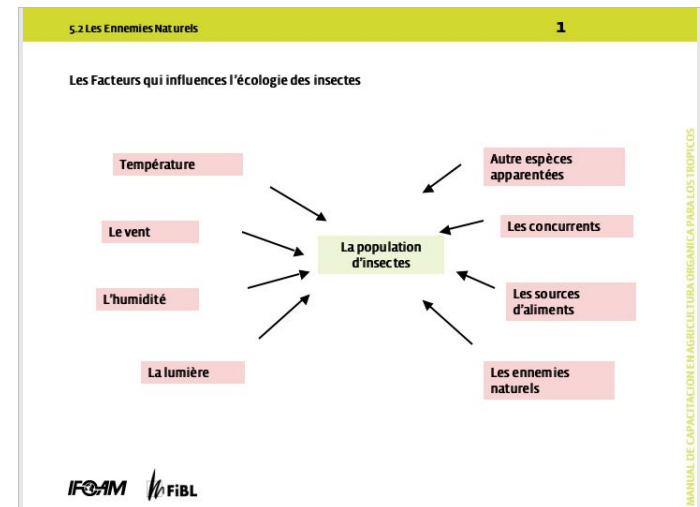 5.2 Les Ennemies Naturels
1
Les Facteurs qui influences l'écologie des insectes
Température
Le vent
L'humidité
La lumière
La population
d'insectes
Autre espèces
apparentées
Les concurrents
Les sources
d'aliments
Les ennemies
naturels
MANUAL DE CAPACITACION EN AGRICULTURA ORGANICA PARA LOS TROPICOS
IFOAM
FiBL